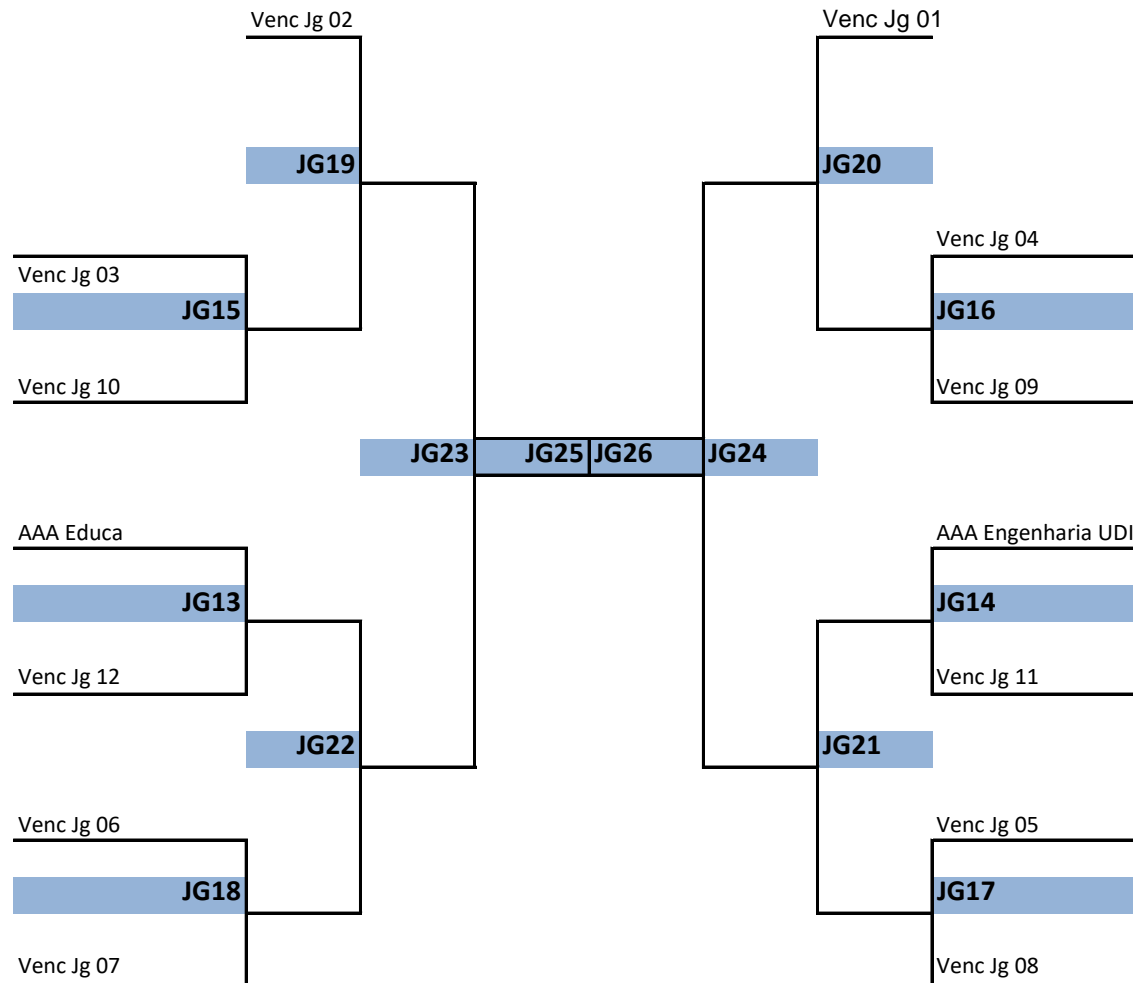 Venc Jg 02
Venc Jg 01
JG19
JG20
Venc Jg 03
Venc Jg 04
JG15
JG16
Venc Jg 10
Venc Jg 09
JG23
JG25
JG26
JG24
AAA Educa
AAA Engenharia UDI
JG13
JG14
Venc Jg 12
Venc Jg 11
JG22
JG21
Venc Jg 06
Venc Jg 05
JG18
JG17
Venc Jg 07
Venc Jg 08